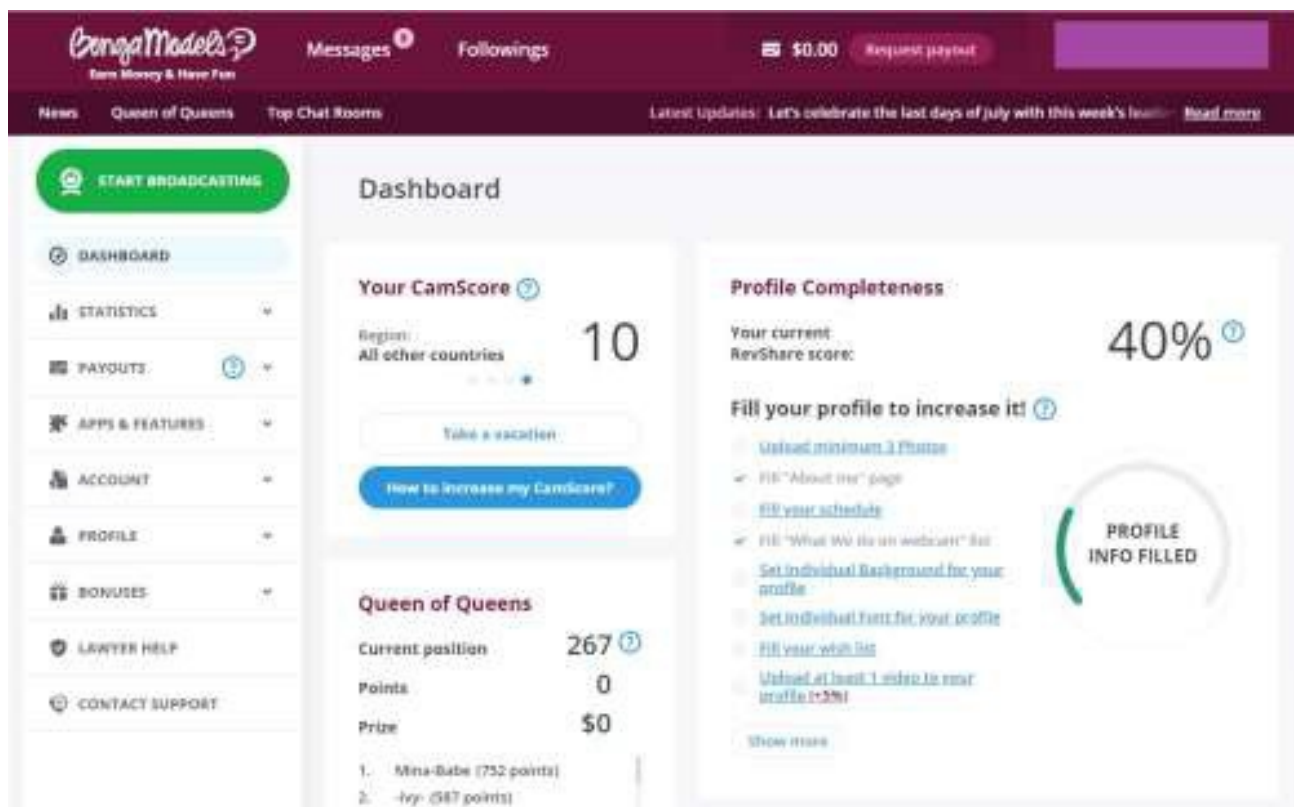 BongaModels
Earn Money & Have Fun
Messages 0
Followings
$0.00
Request payout
News
Queen of Queens
Top Chat Rooms
Latest Updates: Let's celebrate the last days of July with this week's
Read more
START BROADCASTING
DASHBOARD
STATISTICS
PAYOUTS ?
APPS & FEATURES
ACCOUNT
PROFILE
BONUSES
LAWYER HELP
CONTACT SUPPORT
Dashboard
Your CamScore ?
Region:
All other countries
10
Take a vacation
How to increase my CamScore?
Queen of Queens
Current position 267 ?
Points 0
Prize $0
1. Mina-Babe (752 points)
2. -Ivy- (587 points)
Profile Completeness
Your current
RevShare score:
40% ?
Fill your profile to increase it! ?
Upload minimum 3 Photos
Fill "About me" page
Fill your schedule
Fill "What We do on webcam" list
Set Individual Background for your
profile
Set Individual Font for your profile
Fill your wish list
Upload at least 1 video to your
profile (+5%)
Show more
PROFILE
INFO FILLED